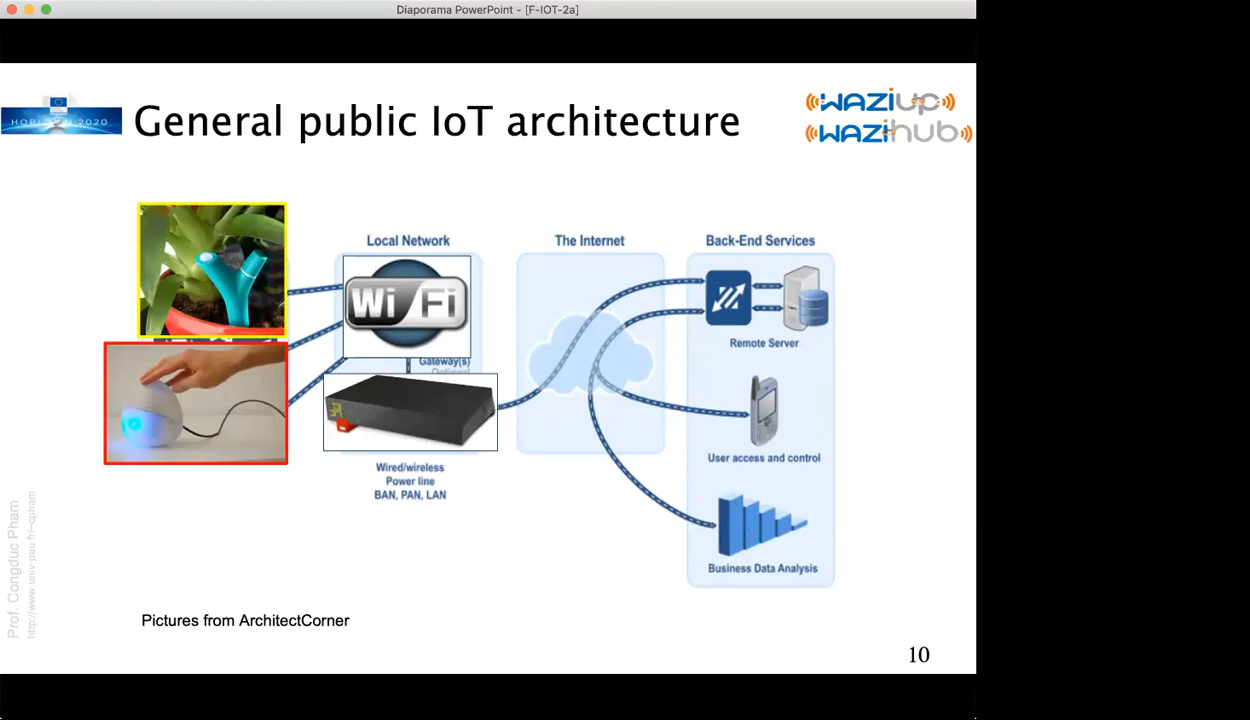 Diaporama PowerPoint - [F-IOT-2a]
HORIZON 2020
General public IoT architecture
WAZIUP
WAZIHUB
Local Network
The Internet
Back-End Services
Wi Fi
Gateway(s)
Optional
Remote Server
User access and control
Wired/wireless
Power line
BAN, PAN, LAN
Business Data Analysis
Prof. Congduc Pham
http://www.univ-pau.fr/~cpham
Pictures from ArchitectCorner
10